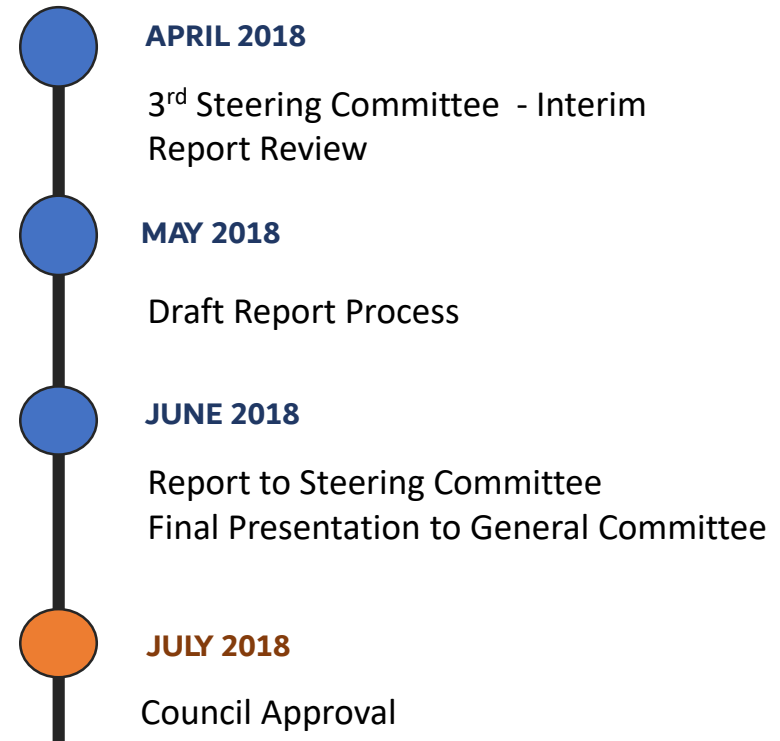 APRIL 2018
3rd Steering Committee - Interim
Report Review
MAY 2018
Draft Report Process
JUNE 2018
Report to Steering Committee
Final Presentation to General Committee
JULY 2018
Council Approval